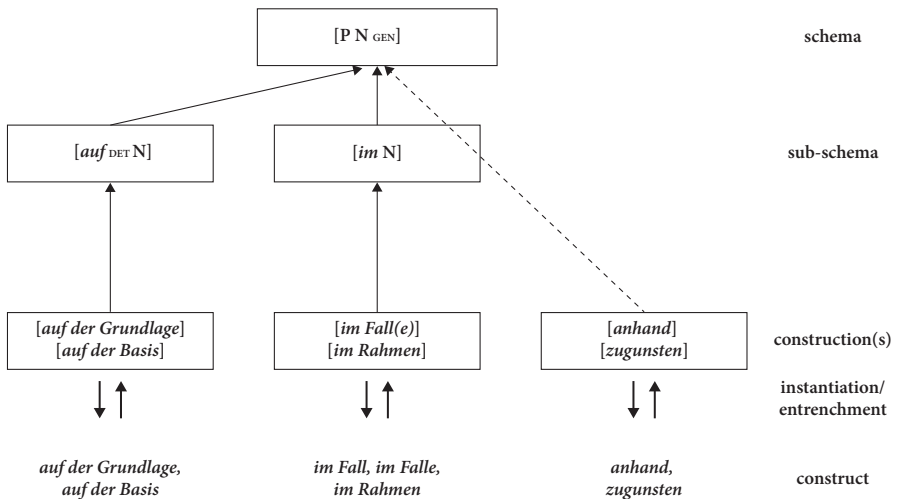 [P N GEN]
schema
[auf DET N]
[im N]
sub-schema
[auf der Grundlage]
[auf der Basis]
[im Fall(e)]
[im Rahmen]
[anhand]
[zugunsten]
construction(s)
instantiation/
entrenchment
auf der Grundlage,
auf der Basis
im Fall, im Falle,
im Rahmen
anhand,
zugunsten
construct